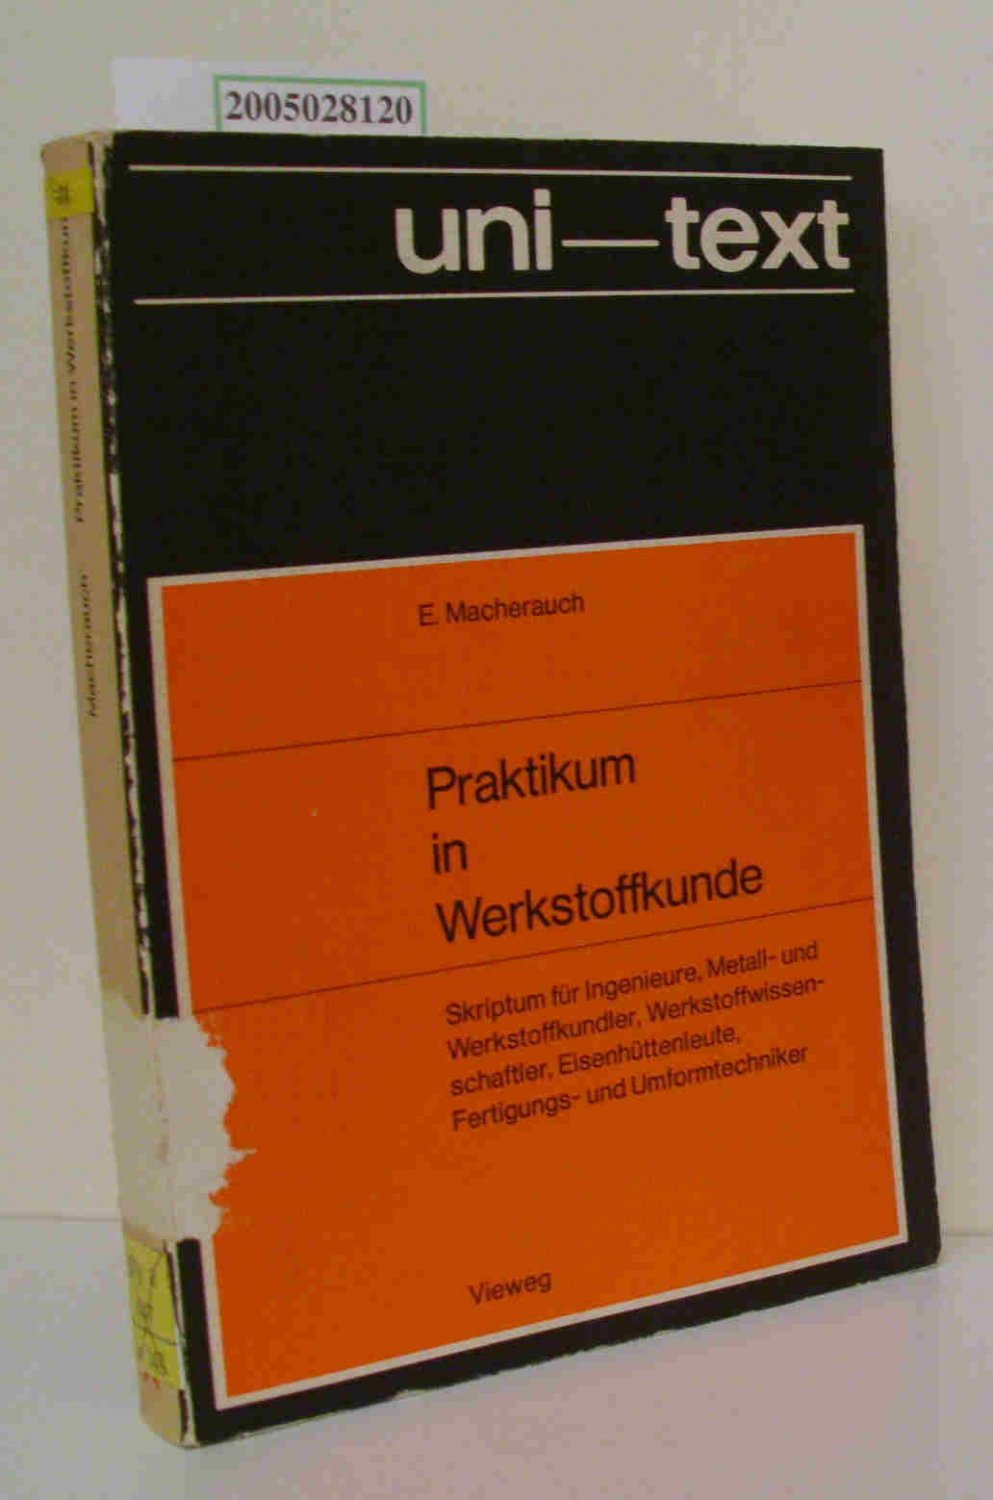 2005028120
uni—text
E. Macherauch
Praktikum
in
Werkstoffkunde
Skriptum für Ingenieure, Metall- und
Werkstoffkundler, Werkstoffwissen-
schaftler, Eisenhüttenleute,
Fertigungs- und Umformtechniker
Vieweg
Macherauch Praktikum in Werkstoffkun